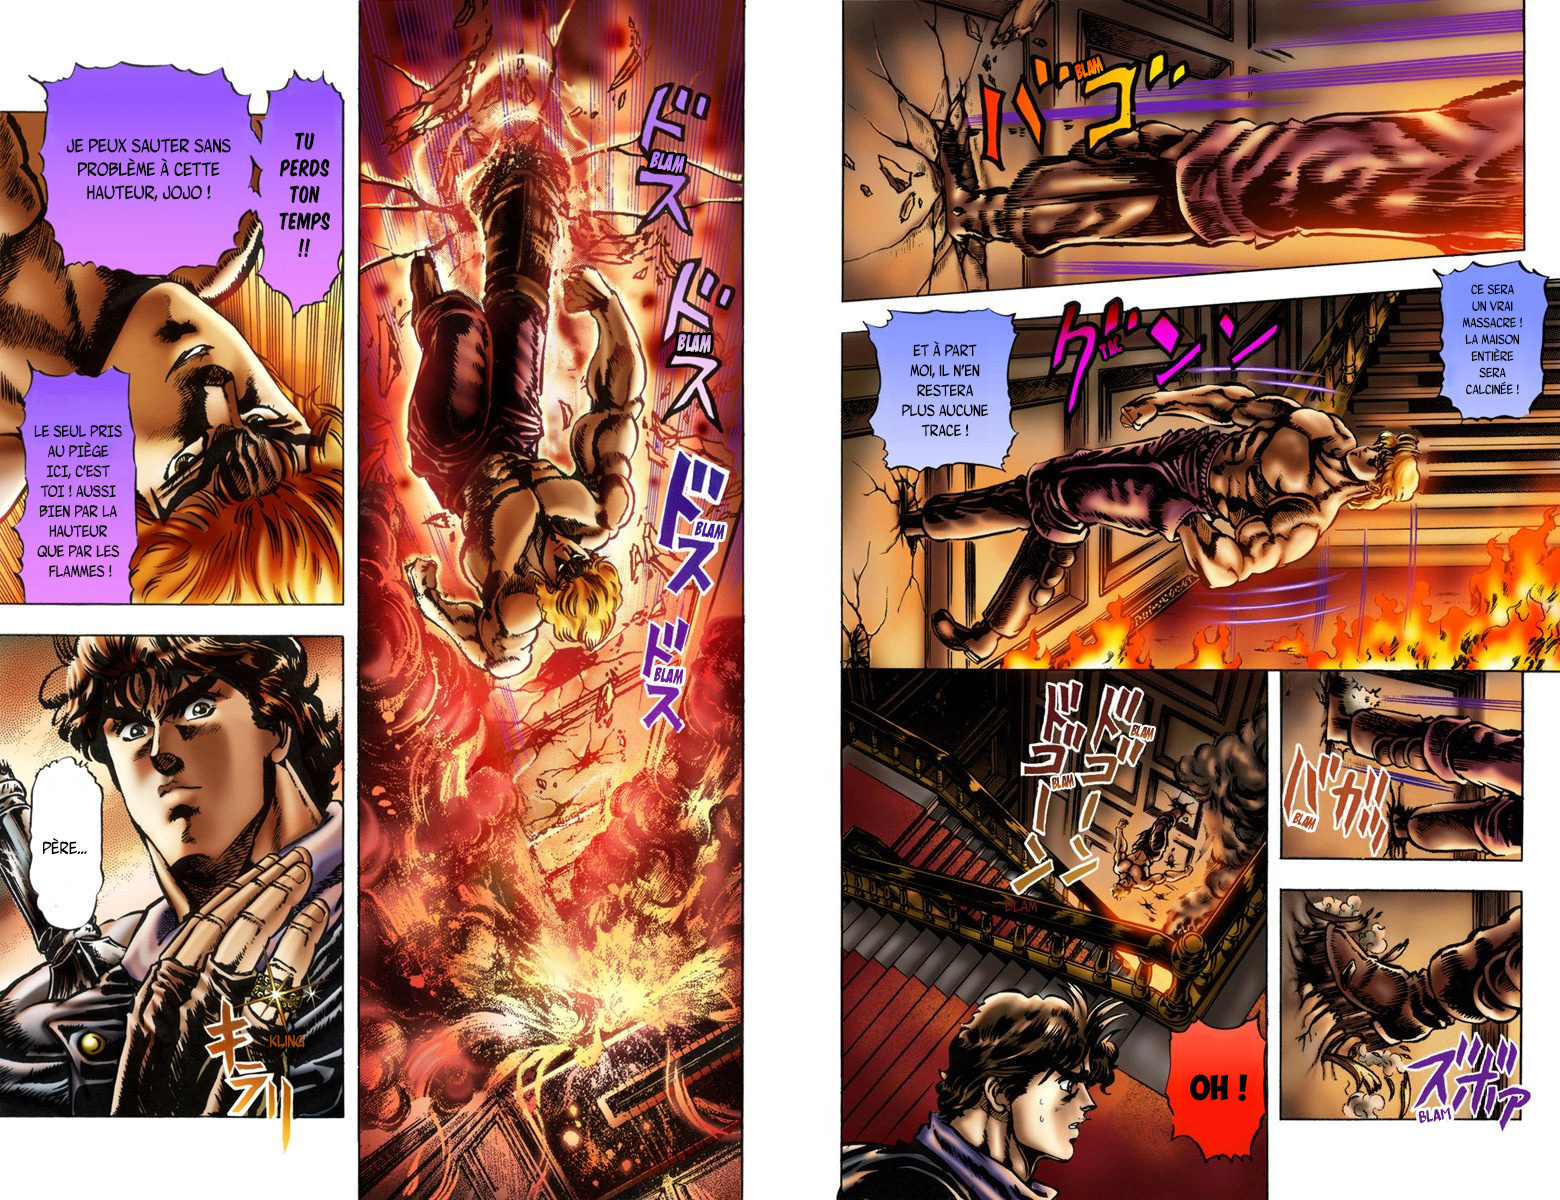 バゴッ
BLAM
CE SERA
UN VRAI
MASSACRE !
LA MAISON
ENTIÈRE
SERA
CALCINÉE !
グンッ
TIC
ET À PART
MOI, IL N'EN
RESTERA
PLUS AUCUNE
TRACE !
バガッ
BLAM
ズボァ
BLAM
ドゴーン
BLAM
ドゴーン
BLAM
BLAM
OH !
ドス
BLAM
ドス
BLAM
ドス
BLAM
ドス
BLAM
TU
PERDS
TON
TEMPS
!!
JE PEUX SAUTER SANS
PROBLÈME À CETTE
HAUTEUR, JOJO !
LE SEUL PRIS
AU PIÈGE
ICI, C'EST
TOI ! AUSSI
BIEN PAR LA
HAUTEUR
QUE PAR LES
FLAMMES !
PÈRE...
キラリ
KLING